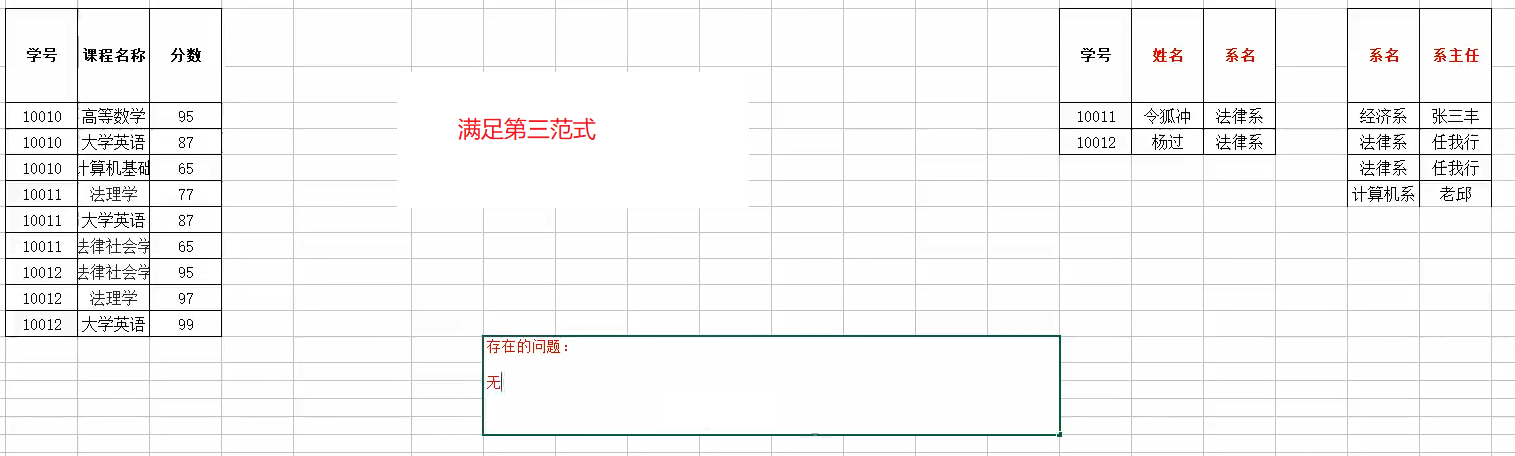 学号 课程名称 分数
10010 高等数学 95
10010 大学英语 87
10010 计算机基础 65
10011 法理学 77
10011 大学英语 87
10011 法律社会学 65
10012 法律社会学 95
10012 法理学 97
10012 大学英语 99
满足第三范式
学号 姓名 系名
10011 令狐冲 法律系
10012 杨过 法律系
系名 系主任
经济系 张三丰
法律系 任我行
法律系 任我行
计算机系 老邱
存在的问题：
无